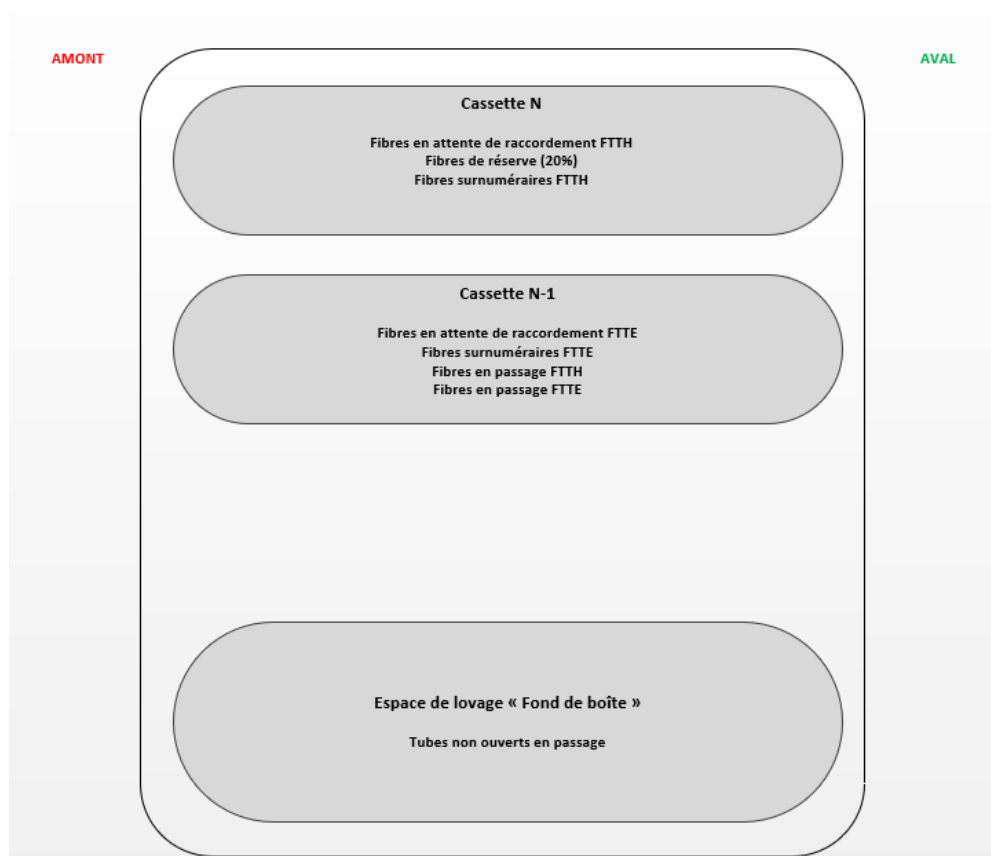 AMONT
AVAL
Cassette N
Fibres en attente de raccordement FTTH
Fibres de réserve (20%)
Fibres surnuméraires FTTH
Cassette N-1
Fibres en attente de raccordement FTTE
Fibres surnuméraires FTTE
Fibres en passage FTTH
Fibres en passage FTTE
Espace de lovage « Fond de boîte »
Tubes non ouverts en passage